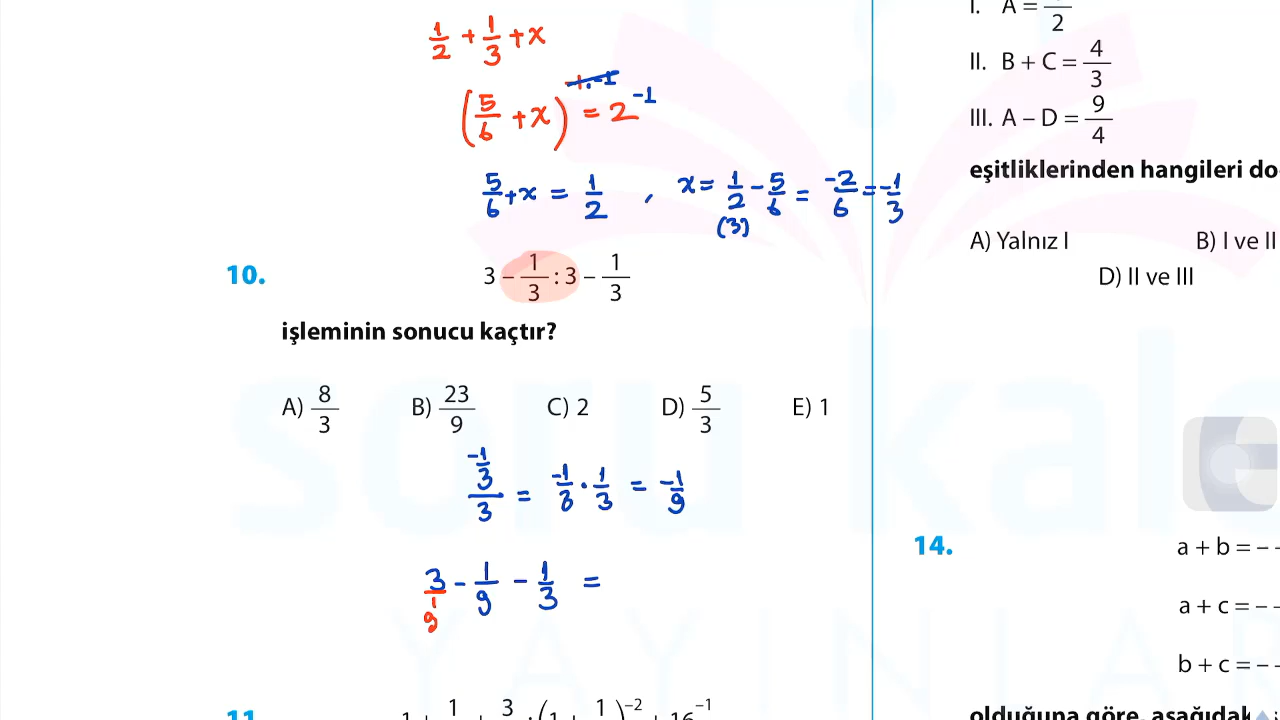 1/2 + 1/3 + x
(5/6 + x) = 2^-1
5/6 + x = 1/2 , x = 1/2 - 5/6 = -2/6 = -1/3
(3)
10. 3 – 1/3 : 3 – 1/3
işleminin sonucu kaçtır?
A) 8/3 B) 23/9 C) 2 D) 5/3 E) 1
(-1/3)/3 = -1/3 · 1/3 = -1/9
3/1 - 1/9 - 1/3 =
9
11.
I. A = /2
II. B + C = 4/3
III. A – D = 9/4
eşitliklerinden hangileri do
A) Yalnız I B) I ve II
D) II ve III
14. a + b = –
a + c = –
b + c = –
olduğuna göre, aşağıdak
soru kale
YAYINLAR